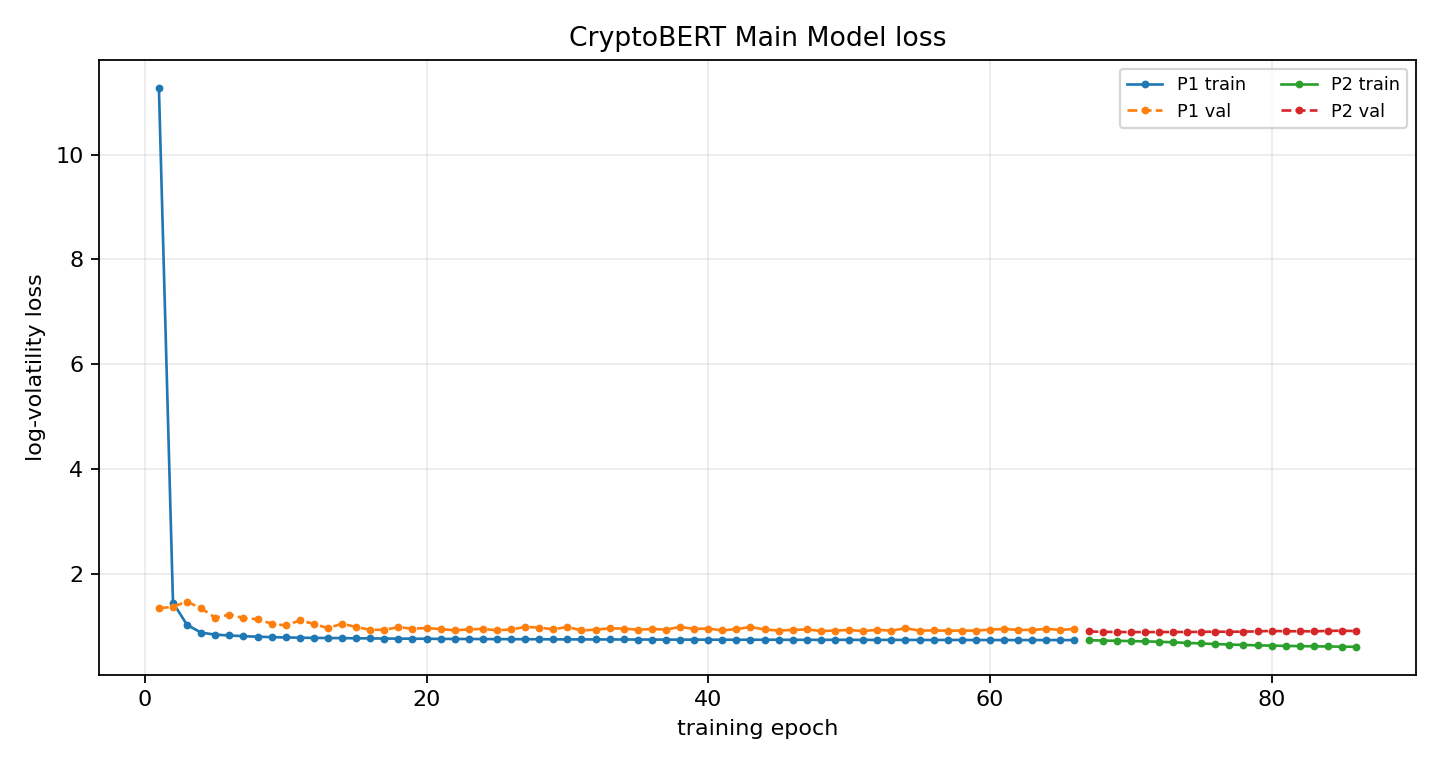 CryptoBERT Main Model loss
P1 train
P1 val
P2 train
P2 val
log-volatility loss
10
8
6
4
2
0
20
40
60
80
training epoch